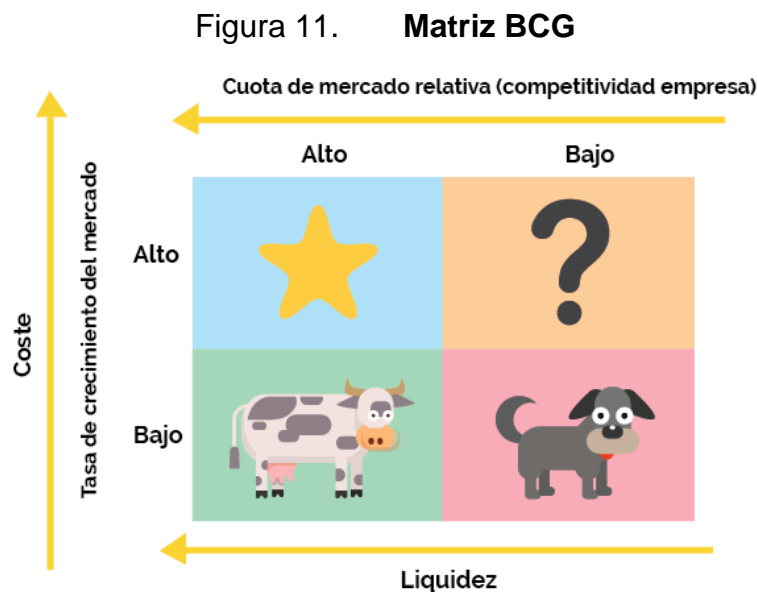 Figura 11. Matriz BCG
Cuota de mercado relativa (competitividad empresa)
Alto Bajo
Coste
Tasa de crecimiento del mercado
Alto
?
Bajo
Liquidez